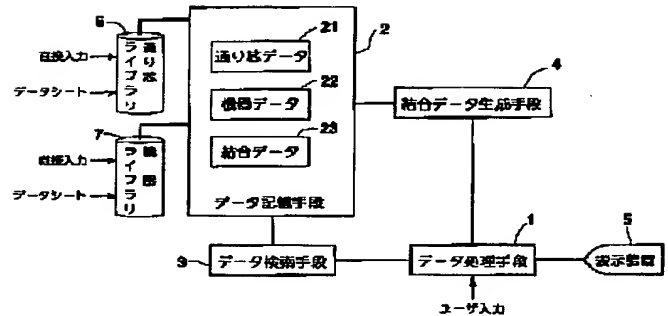 6
通り芯ライブラリ
直接入力
データシート
7
機器ライブラリ
直接入力
データシート
2
21
通り芯データ
22
機器データ
23
結合データ
データ記憶手段
4
結合データ生成手段
3
データ検索手段
1
データ処理手段
5
表示装置
ユーザ入力